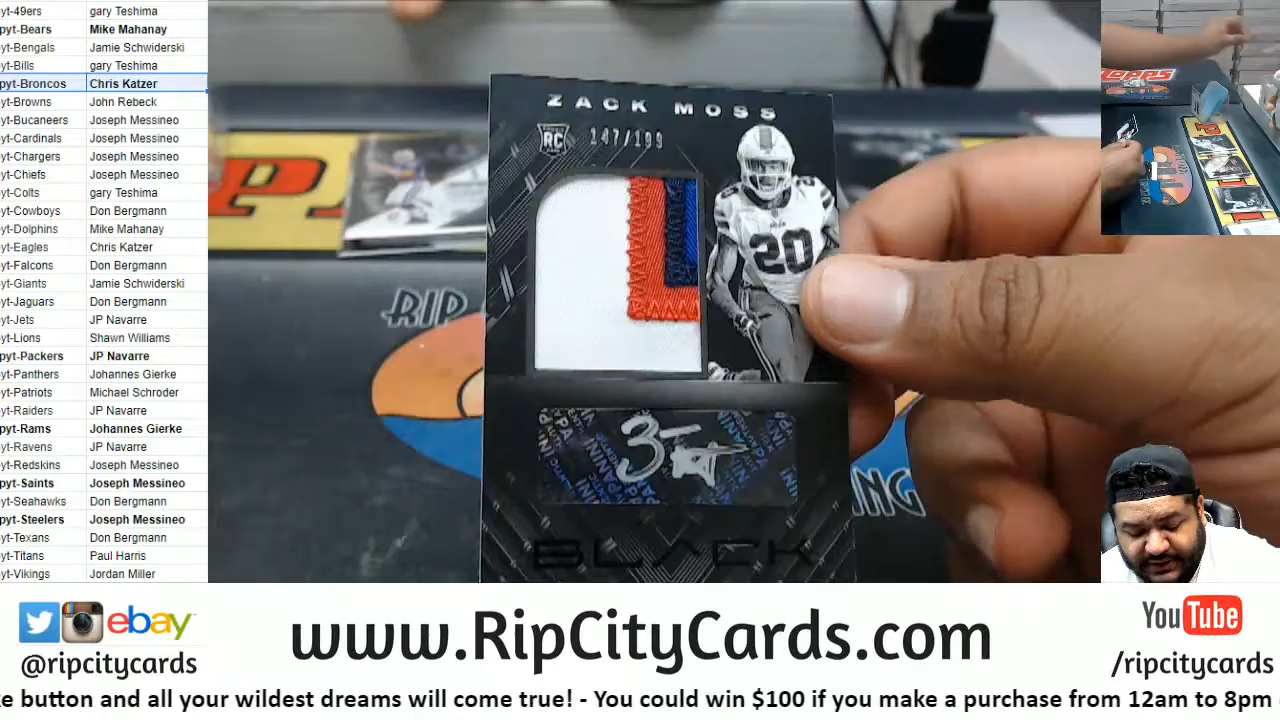 yt-49ers gary Teshima
pyt-Bears Mike Mahanay
yt-Bengals Jamie Schwiderski
yt-Bills gary Teshima
pyt-Broncos Chris Katzer
yt-Browns John Rebeck
yt-Bucaneers Joseph Messineo
yt-Cardinals Joseph Messineo
yt-Chargers Joseph Messineo
yt-Chiefs Joseph Messineo
yt-Colts gary Teshima
yt-Cowboys Don Bergmann
yt-Dolphins Mike Mahanay
yt-Eagles Chris Katzer
yt-Falcons Don Bergmann
yt-Giants Jamie Schwiderski
yt-Jaguars Don Bergmann
yt-Jets JP Navarre
yt-Lions Shawn Williams
pyt-Packers JP Navarre
yt-Panthers Johannes Gierke
yt-Patriots Michael Schroder
yt-Raiders JP Navarre
pyt-Rams Johannes Gierke
yt-Ravens JP Navarre
yt-Redskins Joseph Messineo
pyt-Saints Joseph Messineo
yt-Seahawks Don Bergmann
pyt-Steelers Joseph Messineo
yt-Texans Don Bergmann
yt-Titans Paul Harris
yt-Vikings Jordan Miller
ZACK MOSS
RC 147/199
20
PANINI
BLACK
P
RIP
ING
TOPPS
ebay
@ripcitycards
www.RipCityCards.com
YouTube
/ripcitycards
ke button and all your wildest dreams will come true! - You could win $100 if you make a purchase from 12am to 8pm